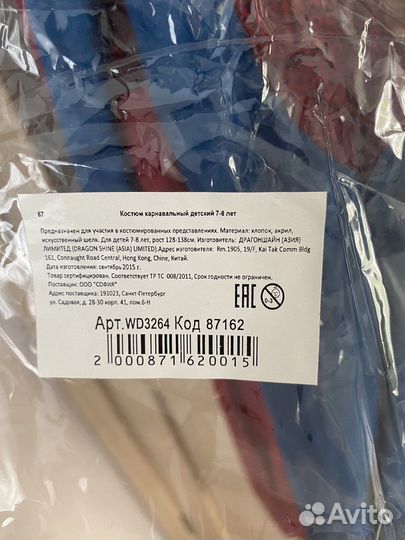 67
Костюм карнавальный детский 7-8 лет
Предназначен для участия в костюмированных представлениях. Материал: хлопок, акрил,
искусственный шелк. Для детей 7-8 лет, рост 128-138см. Изготовитель: ДРАГОНШАЙН (АЗИЯ)
ЛИМИТЕД, (DRAGON SHINE (ASIA) LIMITED).Адрес изготовителя: Rm.1905, 19/F, Kai Tak Comm Bldg
161, Connaught Road Central, Hong Kong, Chine, Китай.
Дата изготовления: сентябрь 2015 г.
Товар сертифицирован. Соответствует ТР ТС 008/2011, Срок годности не ограничен.
Поставщик: ООО "СОФИЯ"
Адрес поставщика: 191023, Санкт-Петербург
ул. Садовая, д. 28-30 корп. 41, пом.6-Н
EAC
0-3
Арт.WD3264 Код 87162
2 000871 620015
Avito